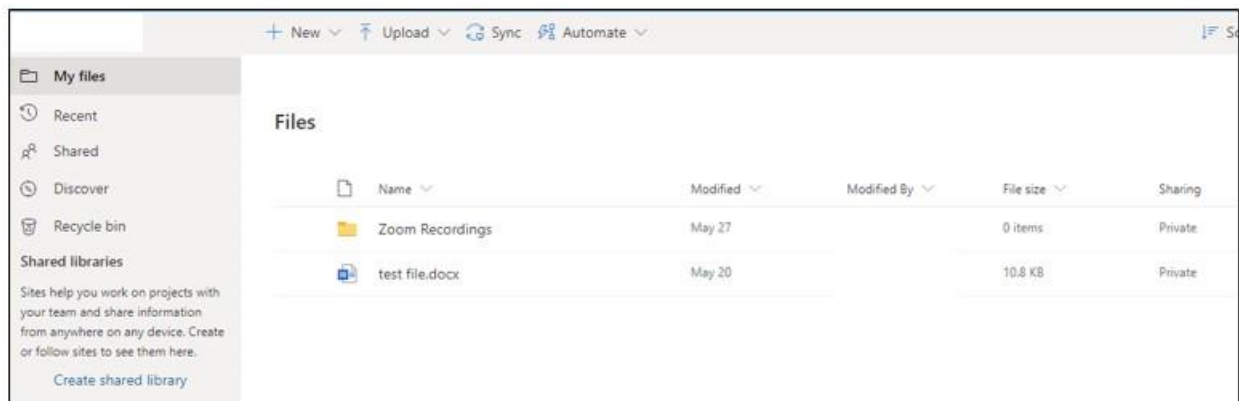 New Upload Sync Automate
My files
Recent
Shared
Discover
Recycle bin
Shared libraries
Sites help you work on projects with
your team and share information
from anywhere on any device. Create
or follow sites to see them here.
Create shared library
Files
Name Modified Modified By File size Sharing
Zoom Recordings May 27 0 items Private
test file.docx May 20 10.8 KB Private